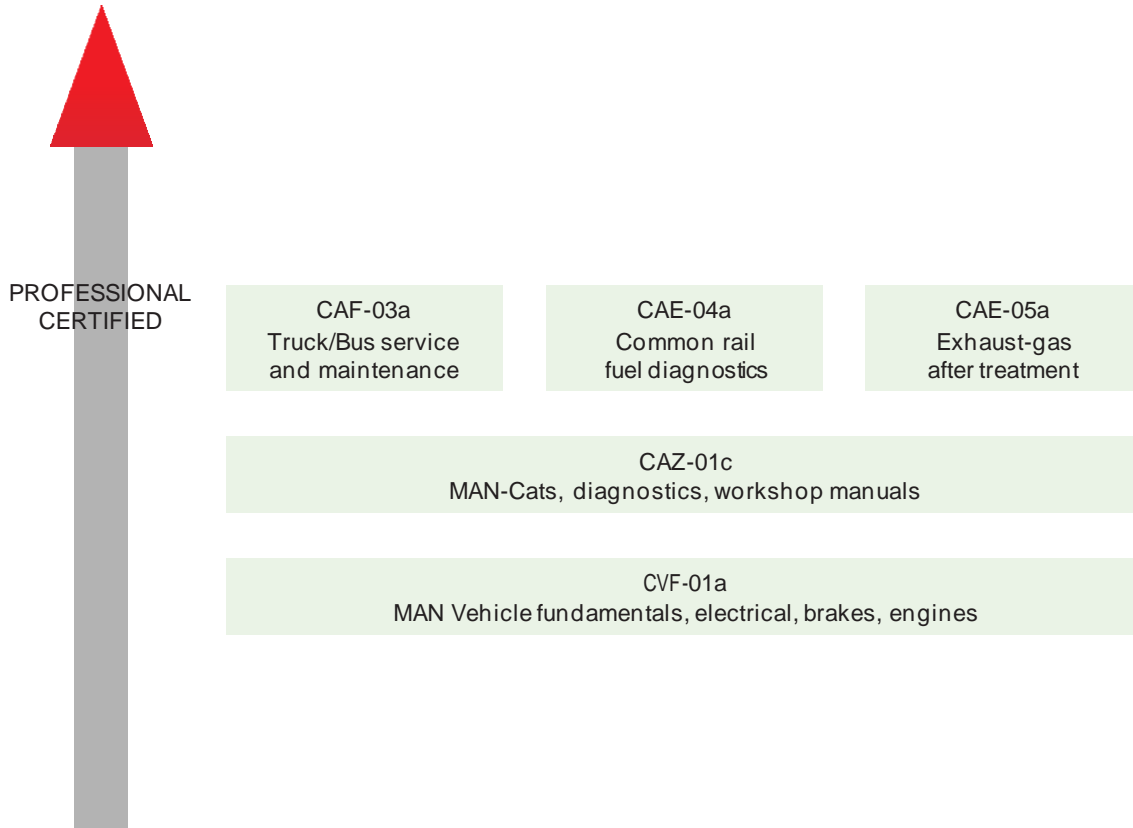 PROFESSIONAL
CERTIFIED
CAF-03a
Truck/Bus service
and maintenance
CAE-04a
Common rail
fuel diagnostics
CAE-05a
Exhaust-gas
after treatment
CAZ-01c
MAN-Cats, diagnostics, workshop manuals
CVF-01a
MAN Vehicle fundamentals, electrical, brakes, engines